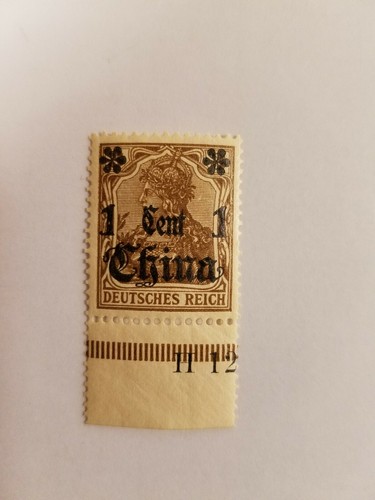 1 Cent 1
China
DEUTSCHES REICH
H 12